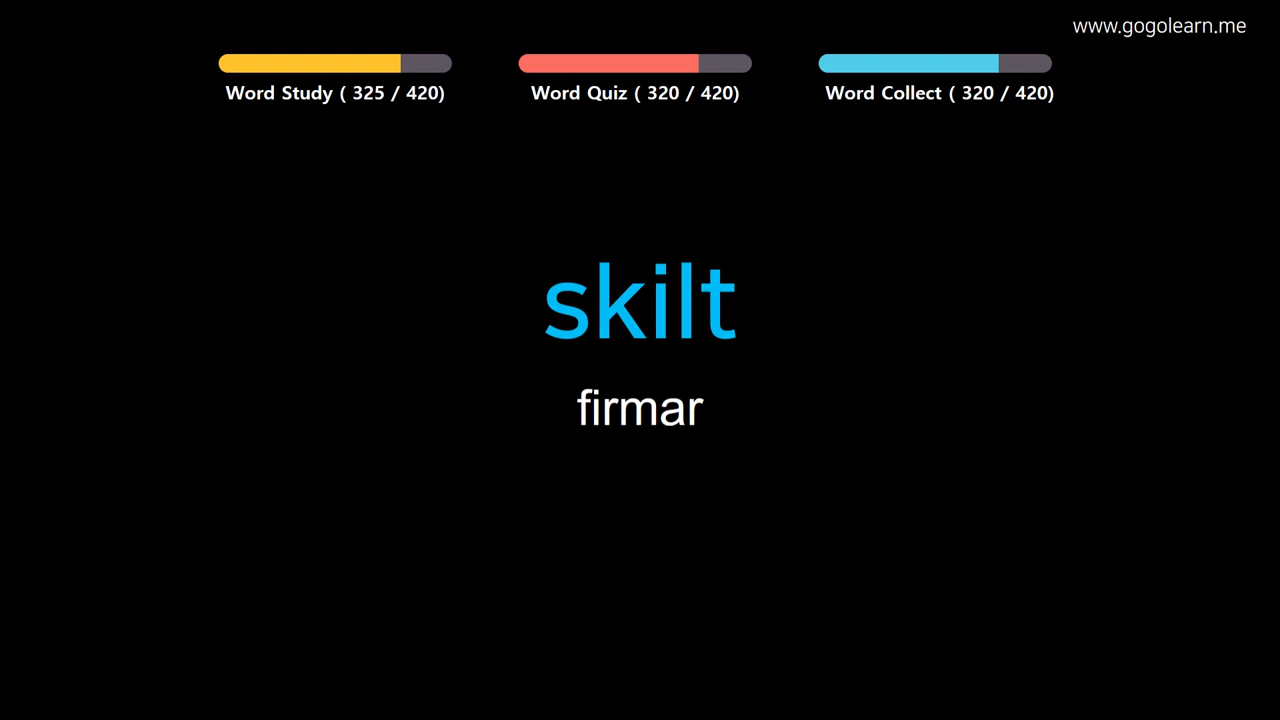 www.gogolearn.me
Word Study ( 325 / 420)
Word Quiz ( 320 / 420)
Word Collect ( 320 / 420)
skilt
firmar